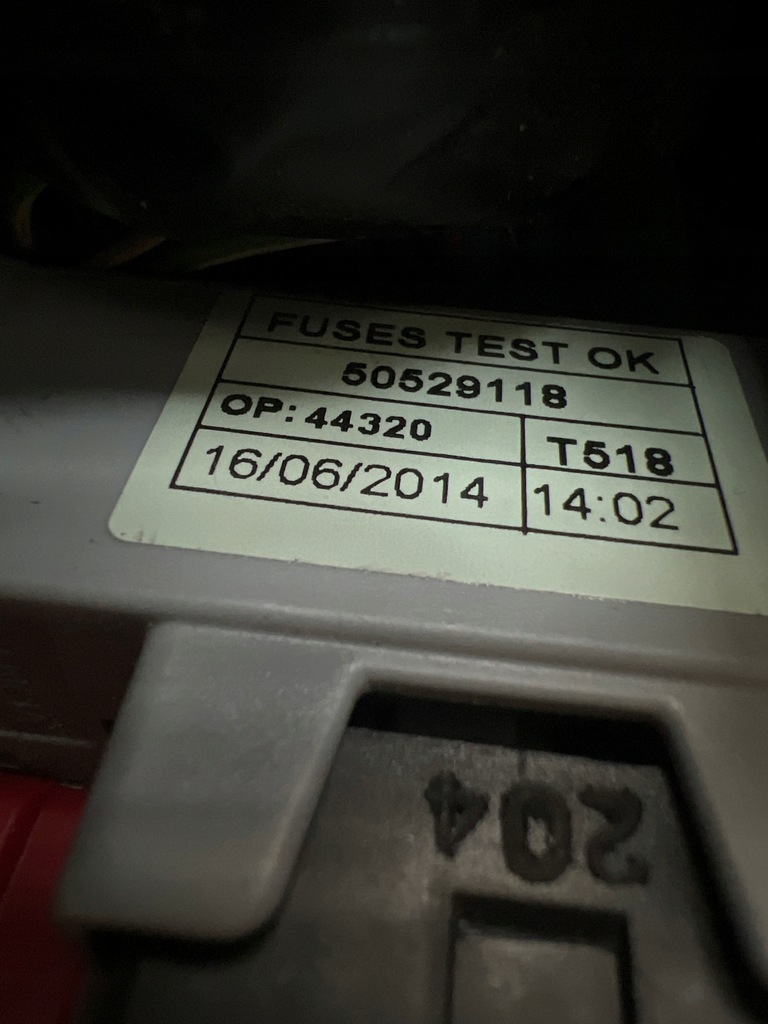 FUSES TEST OK
50529118
OP: 44320 T518
16/06/2014 14:02
204